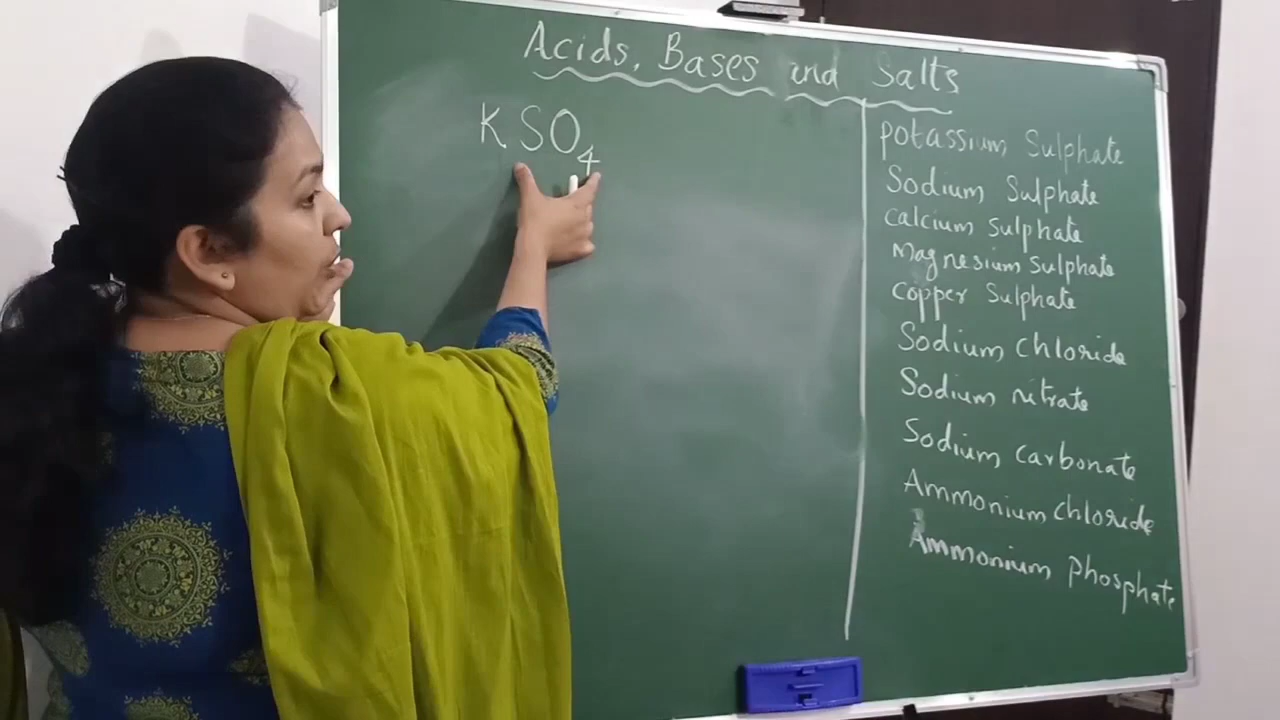 Acids, Bases and Salts
KSO4
potassium Sulphate
Sodium Sulphate
calcium Sulphate
Magnesium Sulphate
copper Sulphate
Sodium chloride
Sodium nitrate
Sodium carbonate
Ammonium chloride
Ammonium phosphate